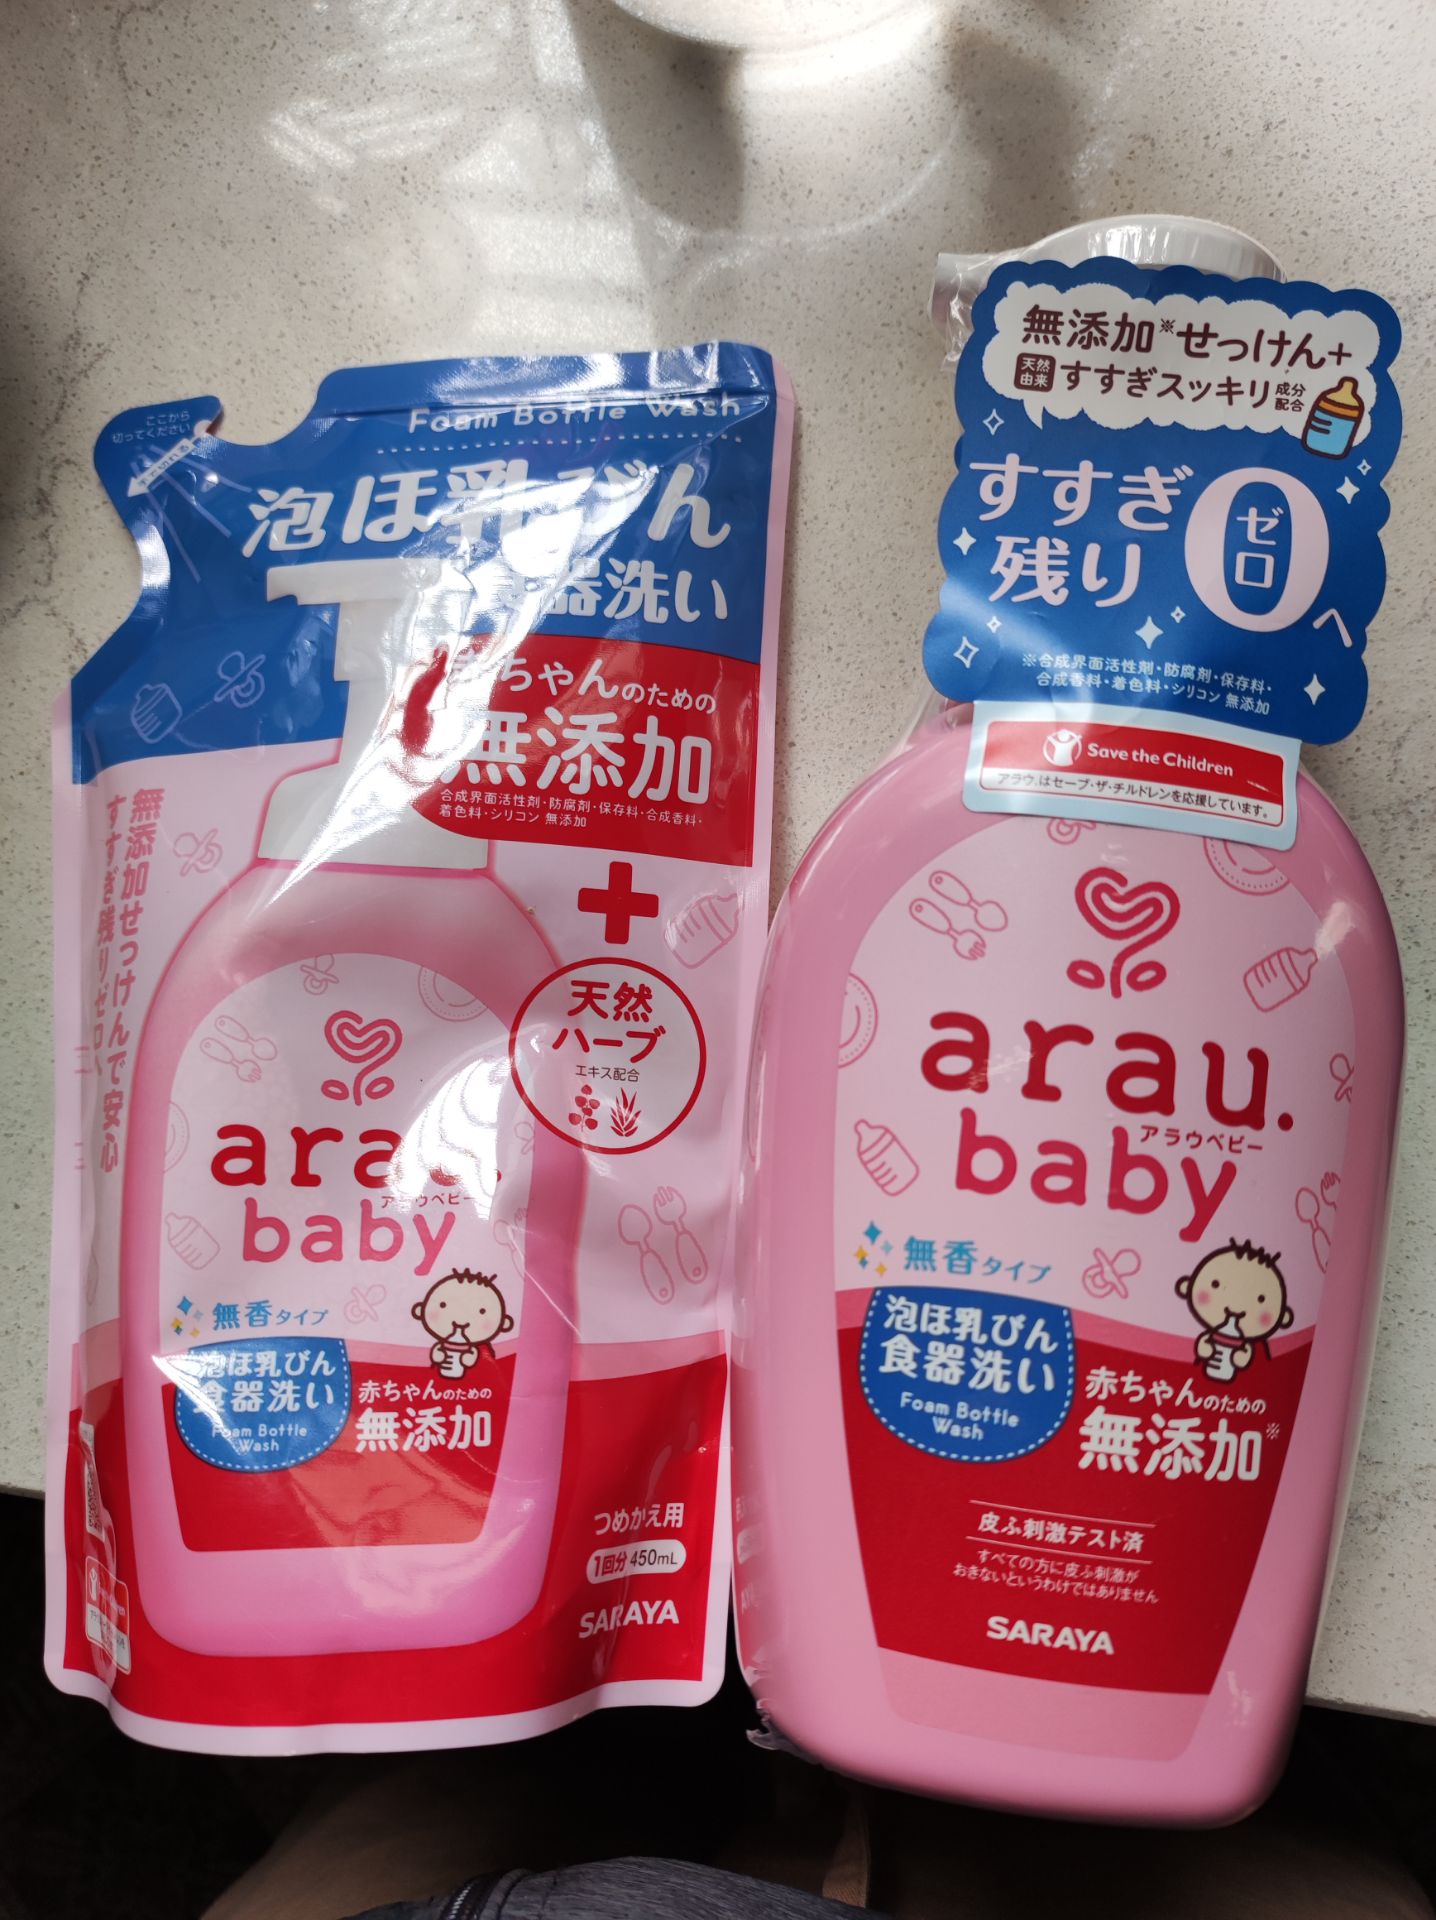 ここから
切ってください
Foam Bottle Wash
泡ほ乳びん
食器洗い
赤ちゃんのための
無添加
合成界面活性剤・防腐剤・保存料・合成香料・
着色料・シリコン 無添加
無添加せっけんで安心
すすぎ残りゼロへ
天然
ハーブ
エキス配合
arau.
アラウベビー
baby
無香タイプ
泡ほ乳びん
食器洗い
Foam Bottle
Wash
赤ちゃんのための
無添加
つめかえ用
1回分 450mL
SARAYA
無添加※せっけん+
天然由来 すすぎスッキリ 成分配合
すすぎ
残り
0
ゼロ
へ
※合成界面活性剤・防腐剤・保存料・
合成香料・着色料・シリコン 無添加
Save the Children
アラウ.はセーブ・ザ・チルドレンを応援しています。
arau.
アラウベビー
baby
無香タイプ
泡ほ乳びん
食器洗い
Foam Bottle
Wash
赤ちゃんのための
無添加※
皮ふ刺激テスト済
すべての方に皮ふ刺激が
おきないというわけではありません
SARAYA